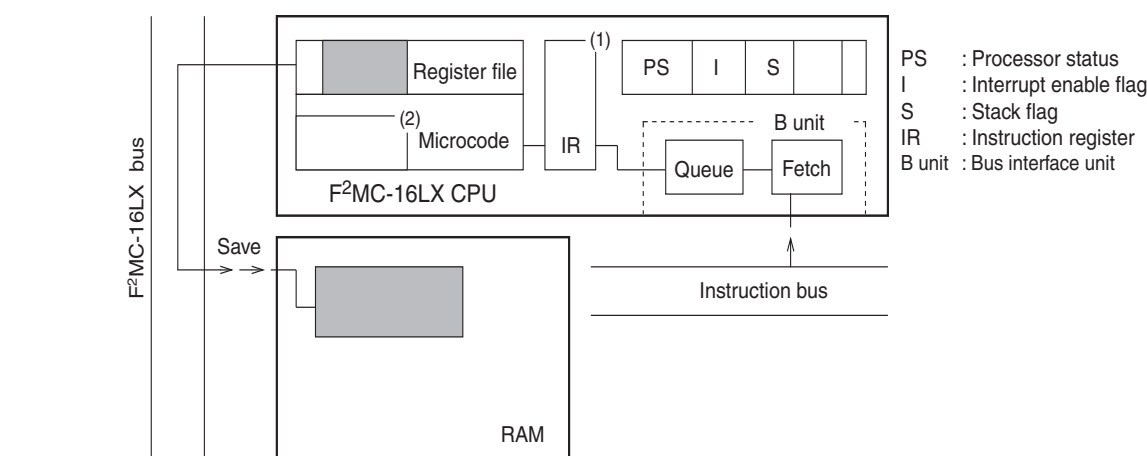 (1)
Register file
PS I S
(2)
Microcode
IR
B unit
Queue
Fetch
F²MC-16LX CPU
PS : Processor status
I : Interrupt enable flag
S : Stack flag
IR : Instruction register
B unit : Bus interface unit
F²MC-16LX bus
Save
Instruction bus
RAM